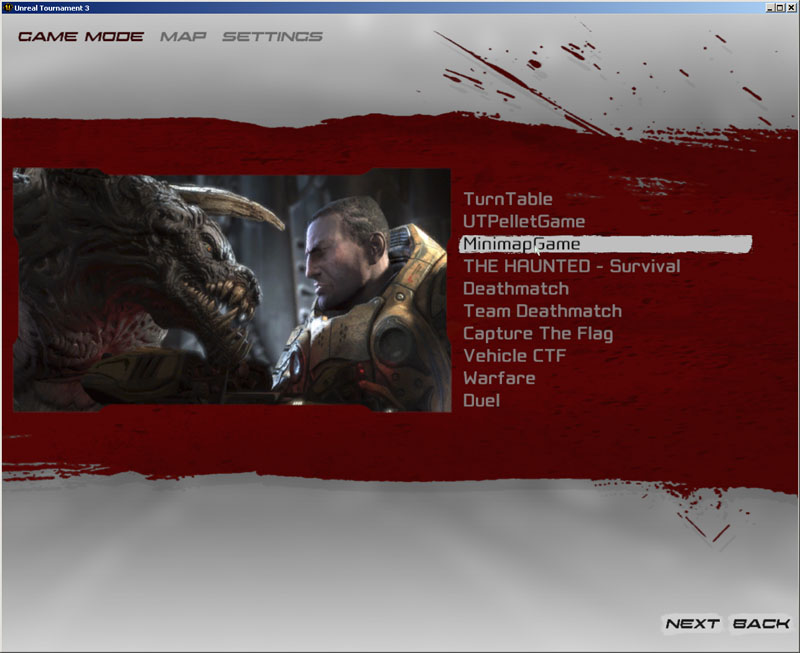 Unreal Tournament 3
GAME MODE MAP SETTINGS
TurnTable
UTPelletGame
MinimapGame
THE HAUNTED - Survival
Deathmatch
Team Deathmatch
Capture The Flag
Vehicle CTF
Warfare
Duel
NEXT BACK